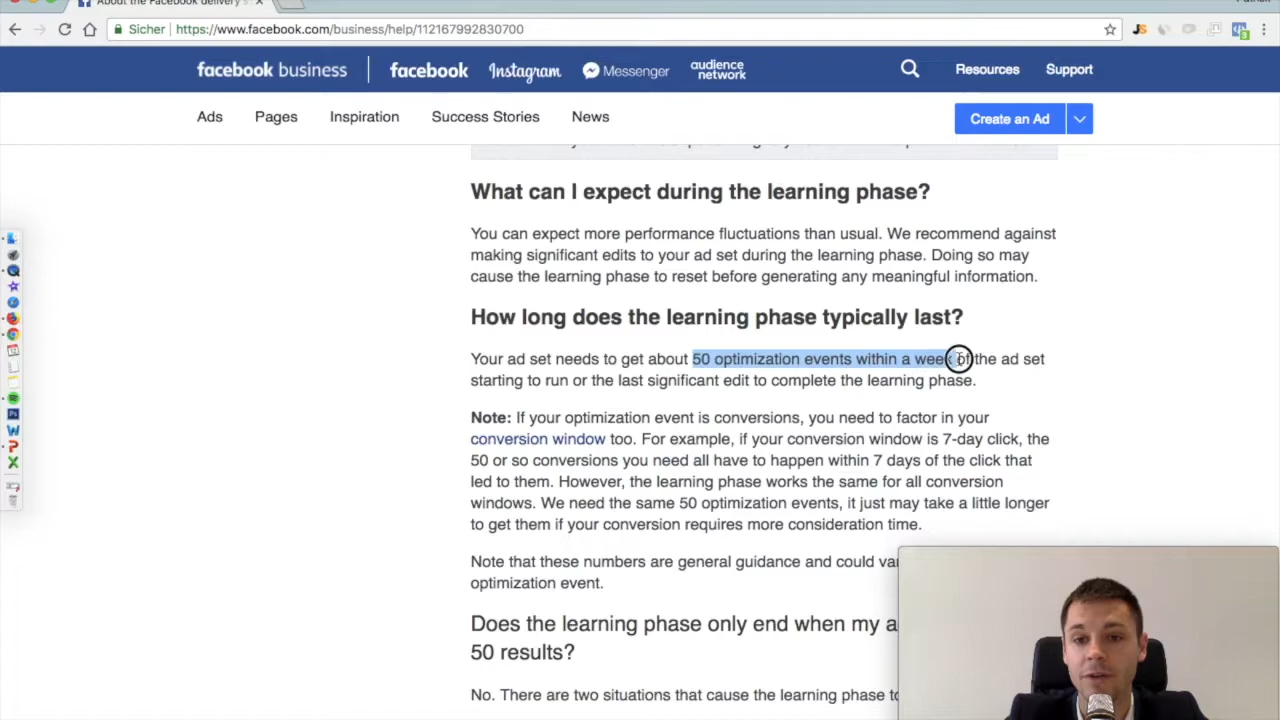 About the Facebook delivery s
Sicher | https://www.facebook.com/business/help/112167992830700
facebook business facebook Instagram Messenger audience network Resources Support
Ads Pages Inspiration Success Stories News Create an Ad
What can I expect during the learning phase?
You can expect more performance fluctuations than usual. We recommend against
making significant edits to your ad set during the learning phase. Doing so may
cause the learning phase to reset before generating any meaningful information.
How long does the learning phase typically last?
Your ad set needs to get about 50 optimization events within a week of the ad set
starting to run or the last significant edit to complete the learning phase.
Note: If your optimization event is conversions, you need to factor in your
conversion window too. For example, if your conversion window is 7-day click, the
50 or so conversions you need all have to happen within 7 days of the click that
led to them. However, the learning phase works the same for all conversion
windows. We need the same 50 optimization events, it just may take a little longer
to get them if your conversion requires more consideration time.
Note that these numbers are general guidance and could va
optimization event.
Does the learning phase only end when my a
50 results?
No. There are two situations that cause the learning phase to